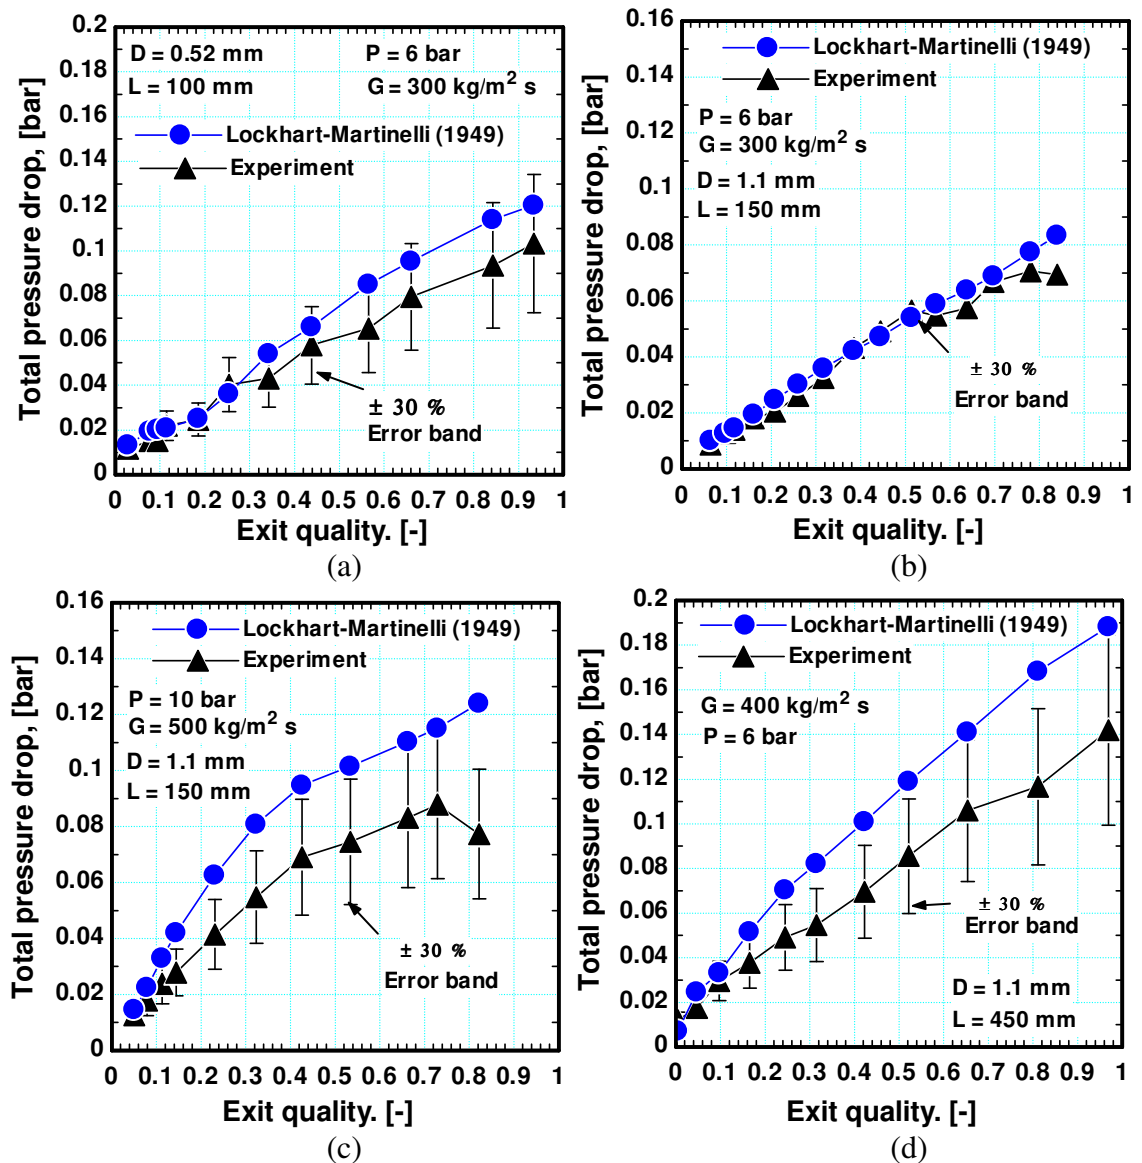 0.2
0.18
0.16
0.14
0.12
0.1
0.08
0.06
0.04
0.02
0
Total pressure drop, [bar]
D = 0.52 mm P = 6 bar
L = 100 mm G = 300 kg/m² s
Lockhart-Martinelli (1949)
Experiment
± 30 %
Error band
0 0.1 0.2 0.3 0.4 0.5 0.6 0.7 0.8 0.9 1
Exit quality. [-]
(a)
0.16
0.14
0.12
0.1
0.08
0.06
0.04
0.02
0
Total pressure drop, [bar]
Lockhart-Martinelli (1949)
Experiment
P = 6 bar
G = 300 kg/m² s
D = 1.1 mm
L = 150 mm
± 30 %
Error band
0 0.1 0.2 0.3 0.4 0.5 0.6 0.7 0.8 0.9 1
Exit quality. [-]
(b)
0.16
0.14
0.12
0.1
0.08
0.06
0.04
0.02
0
Total pressure drop, [bar]
Lockhart-Martinelli (1949)
Experiment
P = 10 bar
G = 500 kg/m² s
D = 1.1 mm
L = 150 mm
± 30 %
Error band
0 0.1 0.2 0.3 0.4 0.5 0.6 0.7 0.8 0.9 1
Exit quality. [-]
(c)
0.2
0.18
0.16
0.14
0.12
0.1
0.08
0.06
0.04
0.02
0
Total pressure drop, [bar]
Lockhart-Martinelli (1949)
Experiment
G = 400 kg/m² s
P = 6 bar
± 30 %
Error band
D = 1.1 mm
L = 450 mm
0 0.1 0.2 0.3 0.4 0.5 0.6 0.7 0.8 0.9 1
Exit quality. [-]
(d)